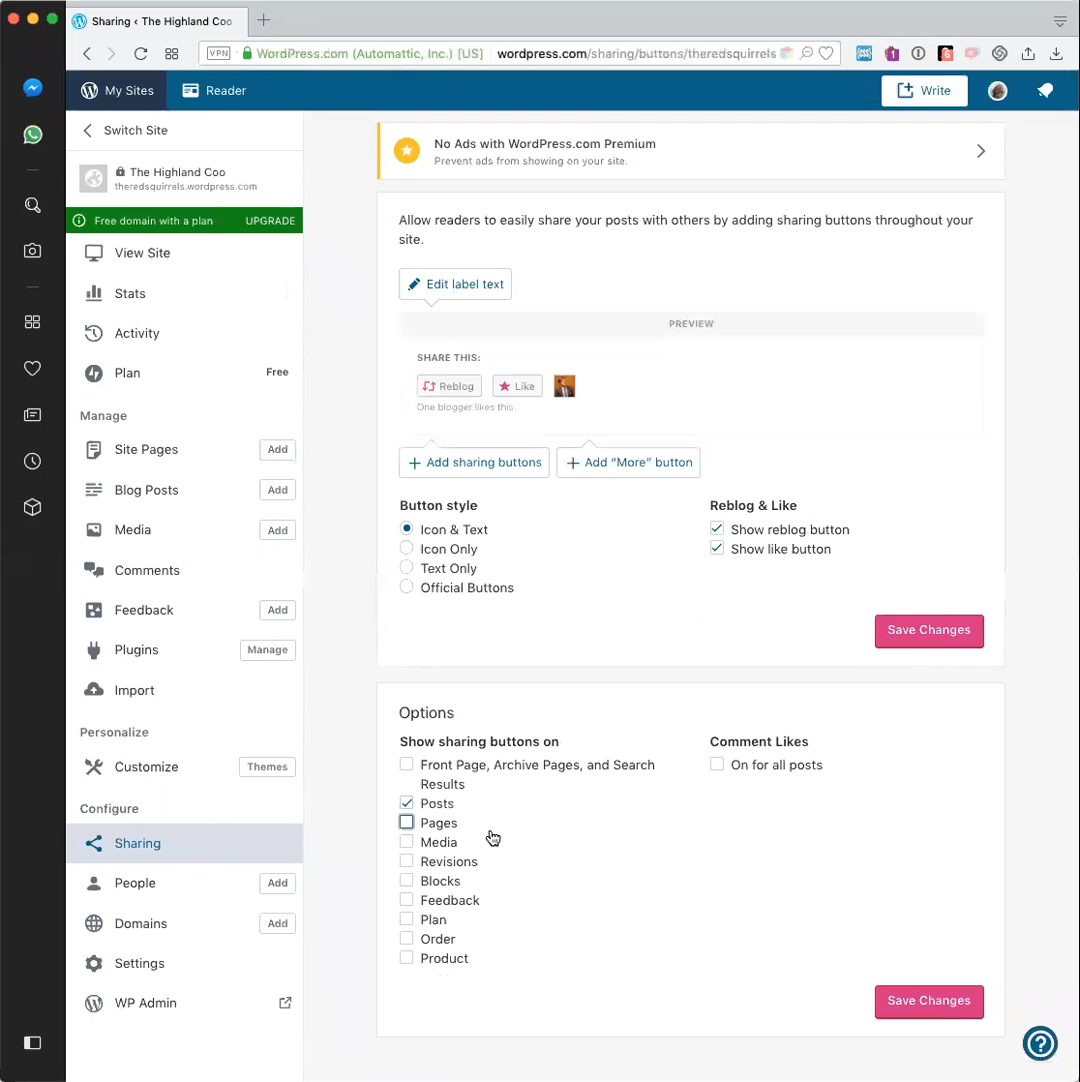 Sharing ‹ The Highland Coo
VPN
WordPress.com (Automattic, Inc.) [US]
wordpress.com/sharing/buttons/theredsquirrels
My Sites
Reader
Write
Switch Site
The Highland Coo
theredsquirrels.wordpress.com
Free domain with a plan UPGRADE
View Site
Stats
Activity
Plan Free
Manage
Site Pages Add
Blog Posts Add
Media Add
Comments
Feedback Add
Plugins Manage
Import
Personalize
Customize Themes
Configure
Sharing
People Add
Domains Add
Settings
WP Admin
No Ads with WordPress.com Premium
Prevent ads from showing on your site.
Allow readers to easily share your posts with others by adding sharing buttons throughout your
site.
Edit label text
PREVIEW
SHARE THIS:
Reblog Like
One blogger likes this.
+ Add sharing buttons + Add “More” button
Button style
Icon & Text
Icon Only
Text Only
Official Buttons
Reblog & Like
Show reblog button
Show like button
Save Changes
Options
Show sharing buttons on
Front Page, Archive Pages, and Search
Results
Posts
Pages
Media
Revisions
Blocks
Feedback
Plan
Order
Product
Comment Likes
On for all posts
Save Changes